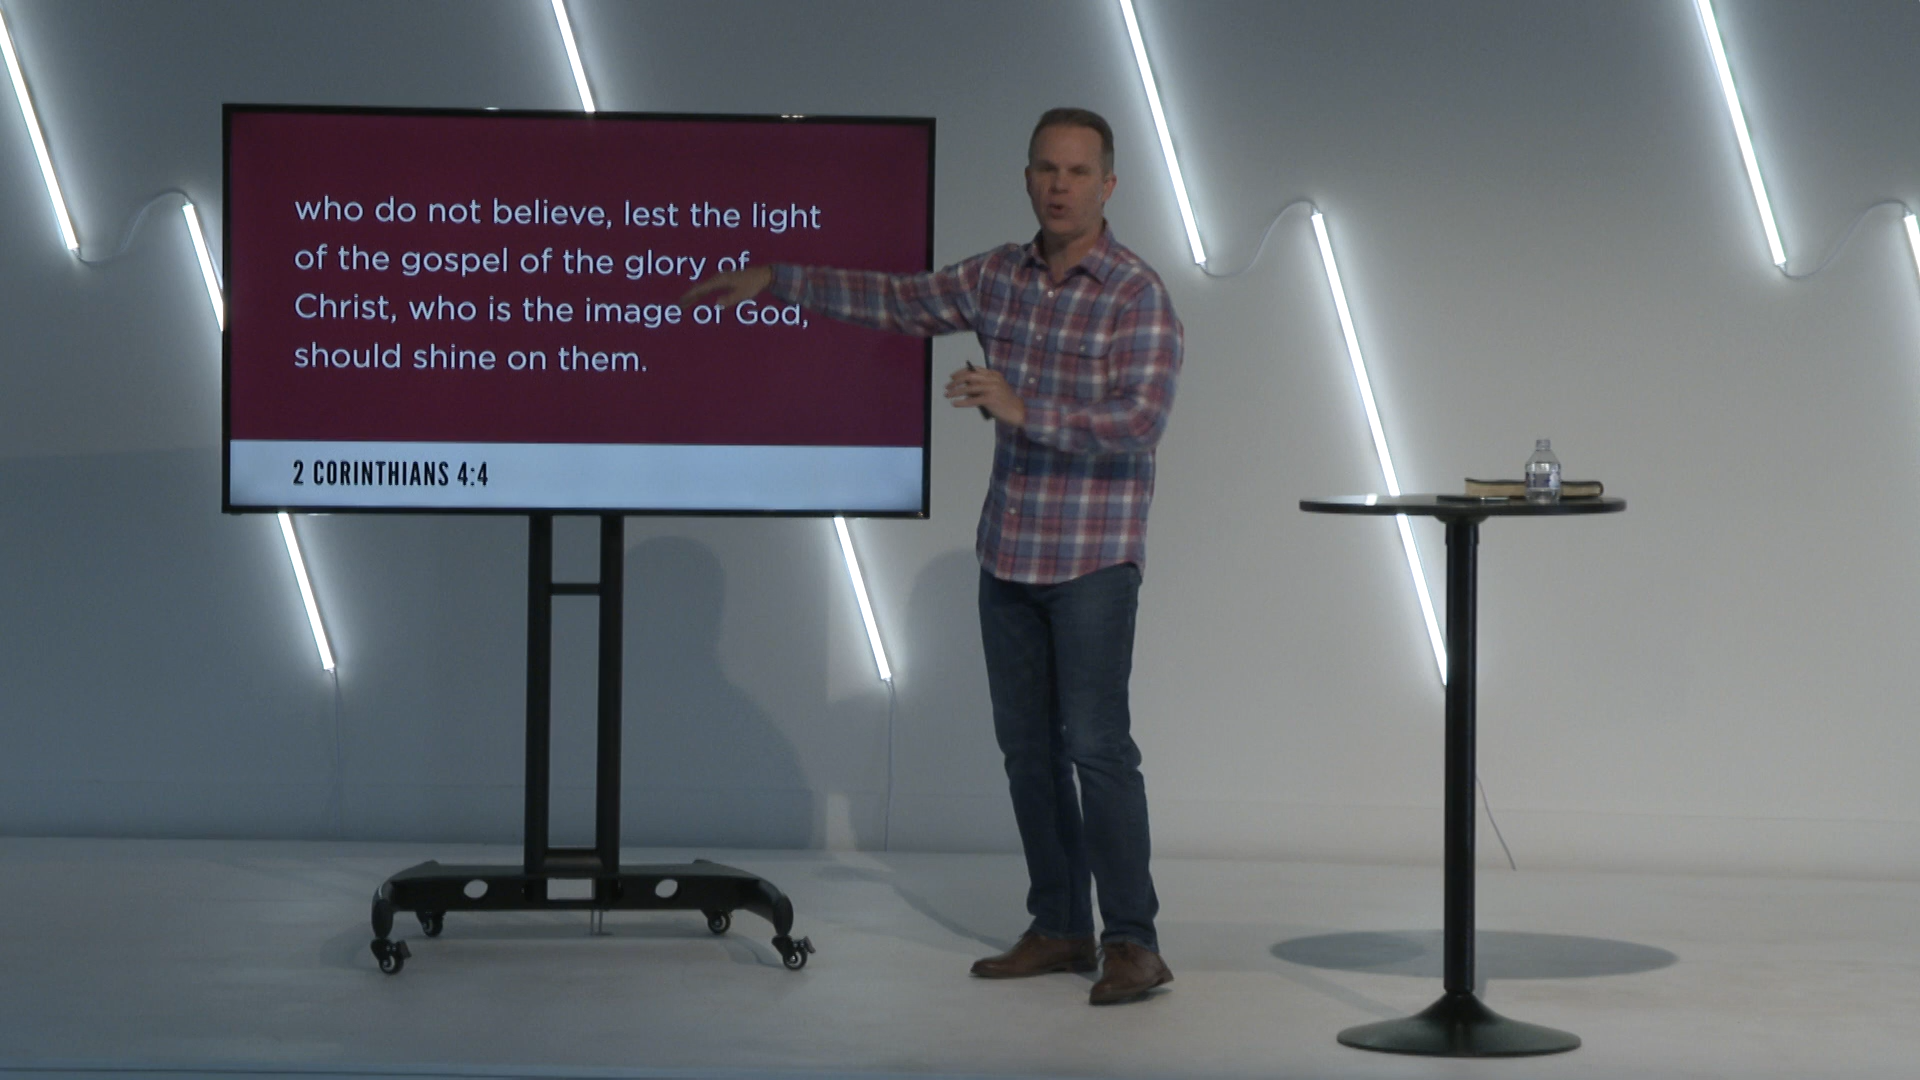 who do not believe, lest the light
of the gospel of the glory of
Christ, who is the image of God,
should shine on them.
2 CORINTHIANS 4:4